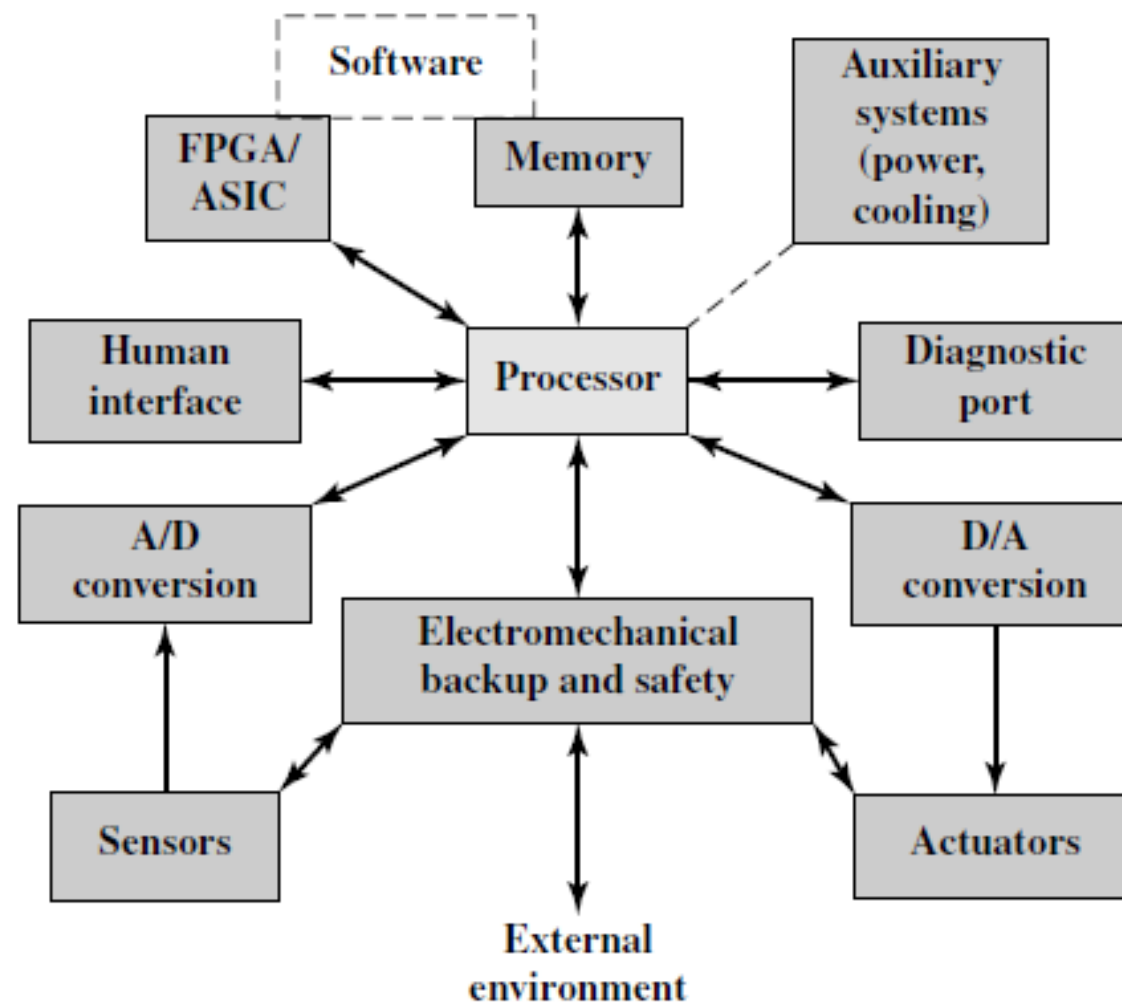 Software
Auxiliary
systems
(power,
cooling)
FPGA/
ASIC
Memory
Human
interface
Processor
Diagnostic
port
A/D
conversion
D/A
conversion
Electromechanical
backup and safety
Sensors
Actuators
External
environment